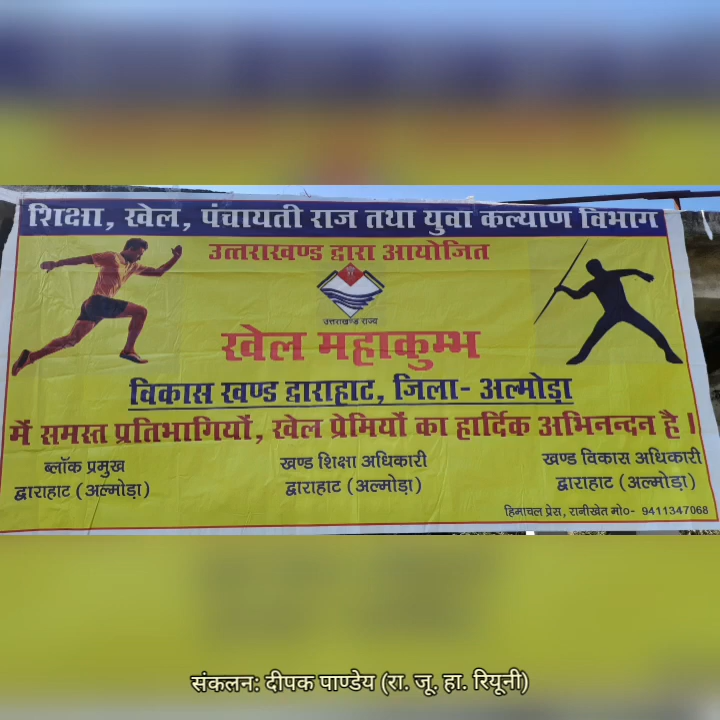 शिक्षा, खेल, पंचायती राज तथा युवा कल्याण विभाग
उत्तराखण्ड द्वारा आयोजित
उत्तराखण्ड राज्य
खेल महाकुम्भ
विकास खण्ड द्वाराहाट, जिला- अल्मोड़ा
में समस्त प्रतिभागियों, खेल प्रेमियों का हार्दिक अभिनन्दन है।
ब्लॉक प्रमुख
द्वाराहाट (अल्मोड़ा)
खण्ड शिक्षा अधिकारी
द्वाराहाट (अल्मोड़ा)
खण्ड विकास अधिकारी
द्वाराहाट (अल्मोड़ा)
हिमाचल प्रेस, रानीखेत मो०- 9411347068
संकलन: दीपक पाण्डेय (रा. जू. हा. रियूनी)